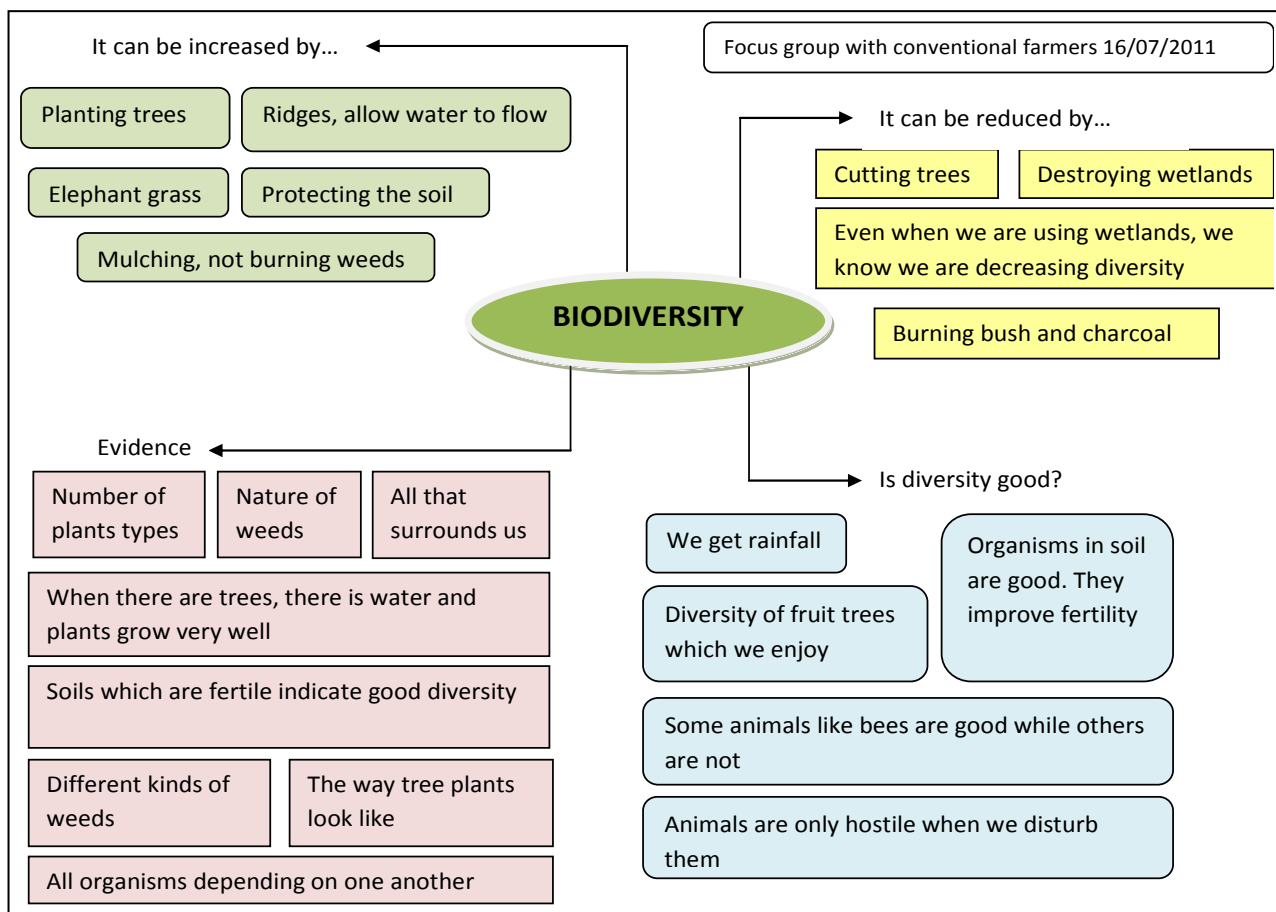 It can be increased by…
Planting trees
Ridges, allow water to flow
Elephant grass
Protecting the soil
Mulching, not burning weeds
Focus group with conventional farmers 16/07/2011
It can be reduced by…
Cutting trees
Destroying wetlands
Even when we are using wetlands, we
know we are decreasing diversity
Burning bush and charcoal
BIODIVERSITY
Evidence
Number of
plants types
Nature of
weeds
All that
surrounds us
When there are trees, there is water and
plants grow very well
Soils which are fertile indicate good diversity
Different kinds of
weeds
The way tree plants
look like
All organisms depending on one another
Is diversity good?
We get rainfall
Organisms in soil
are good. They
improve fertility
Diversity of fruit trees
which we enjoy
Some animals like bees are good while others
are not
Animals are only hostile when we disturb
them